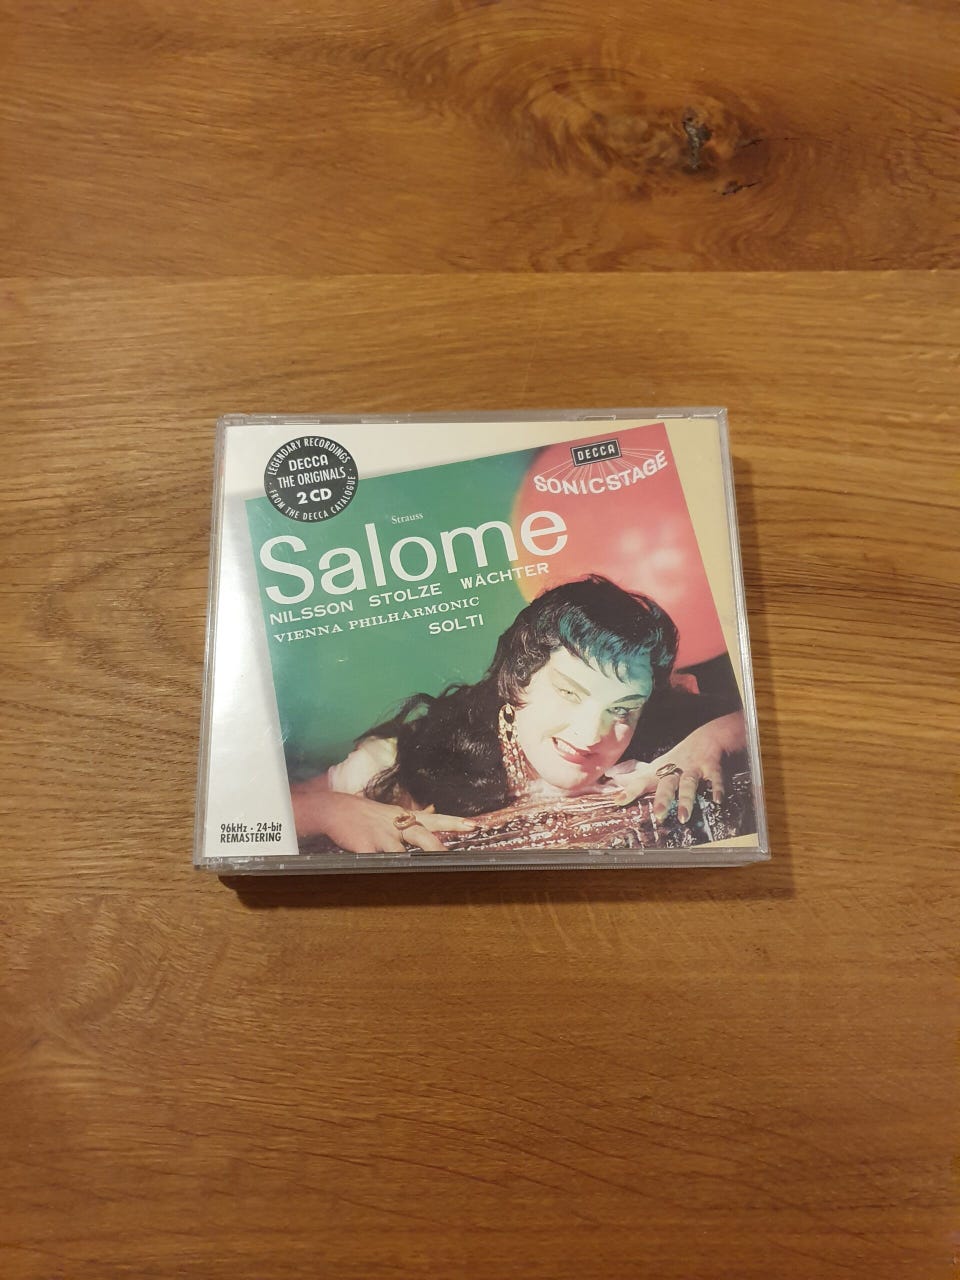 LEGENDARY RECORDINGS
DECCA
THE ORIGINALS
2 CD
FROM THE DECCA CATALOGUE
DECCA
SONICSTAGE
Strauss
Salome
NILSSON STOLZE WÄCHTER
VIENNA PHILHARMONIC
SOLTI
96kHz · 24-bit
REMASTERING